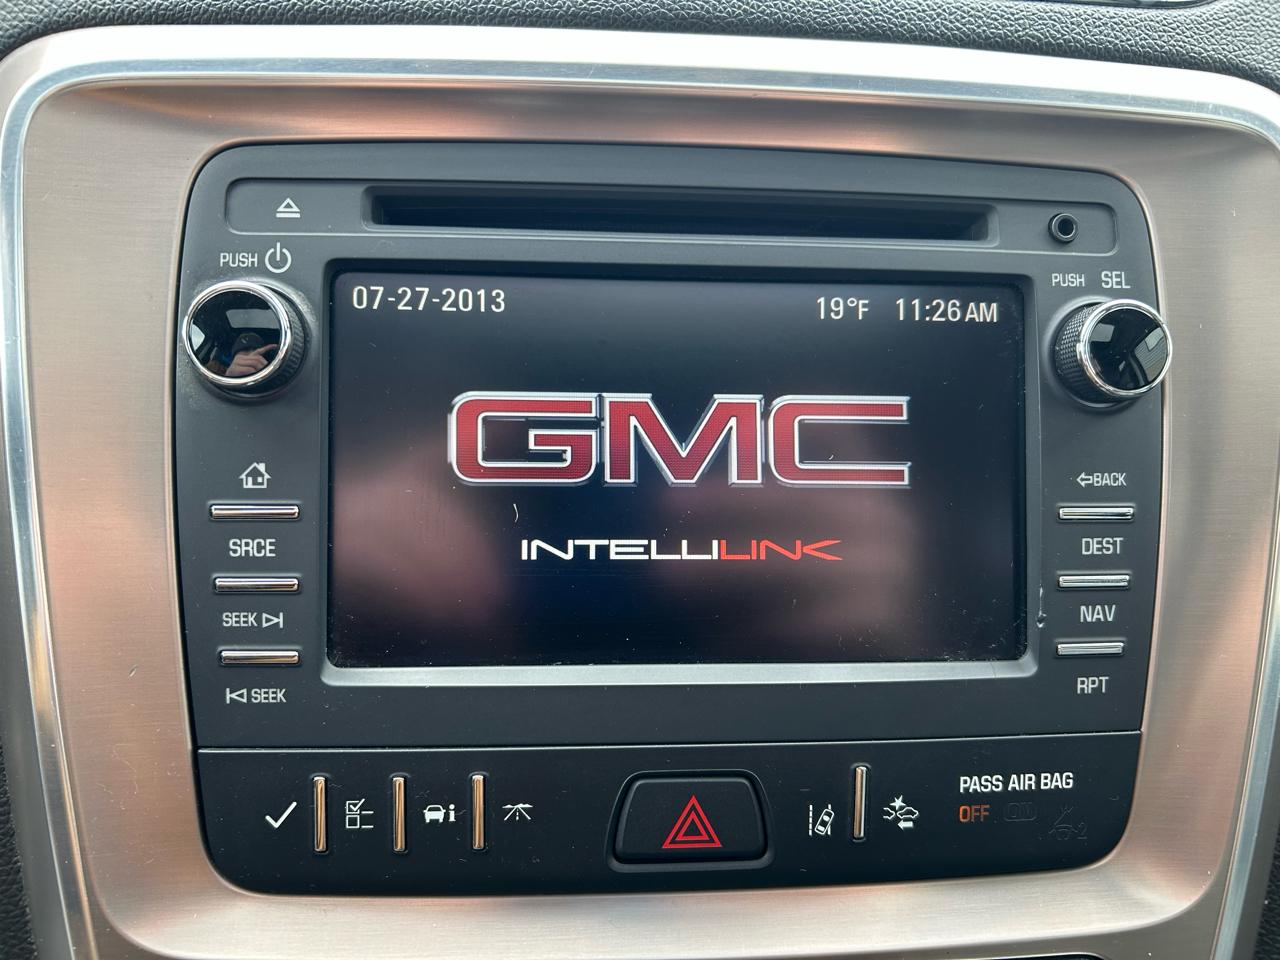 PUSH
PUSH SEL
07-27-2013 19°F 11:26 AM
GMC
INTELLILINK
BACK
SRCE
DEST
SEEK
NAV
SEEK
RPT
PASS AIR BAG
OFF